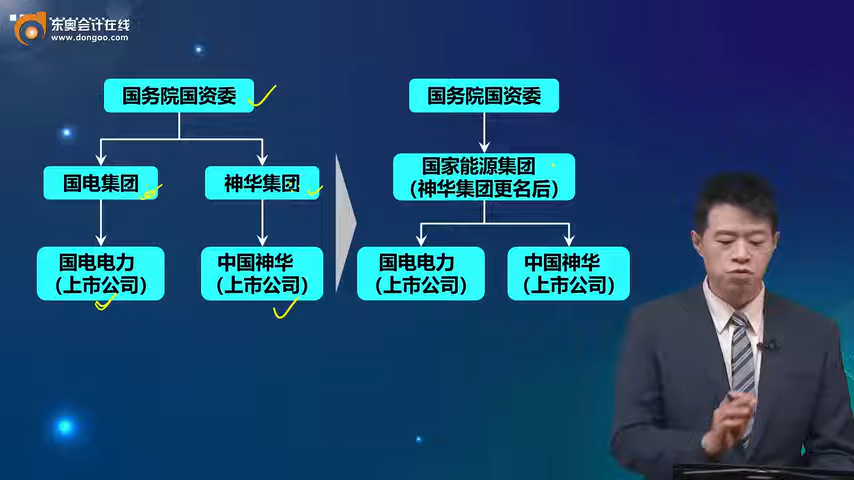 东奥会计在线
www.dongao.com
国务院国资委
国电集团
神华集团
国电电力
（上市公司）
中国神华
（上市公司）
国务院国资委
国家能源集团
（神华集团更名后）
国电电力
（上市公司）
中国神华
（上市公司）